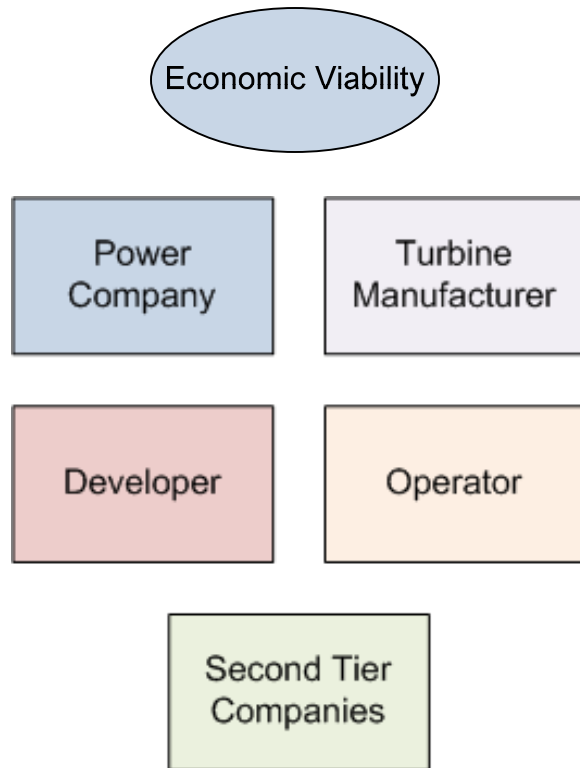 Economic Viability
Power
Company
Turbine
Manufacturer
Developer
Operator
Second Tier
Companies